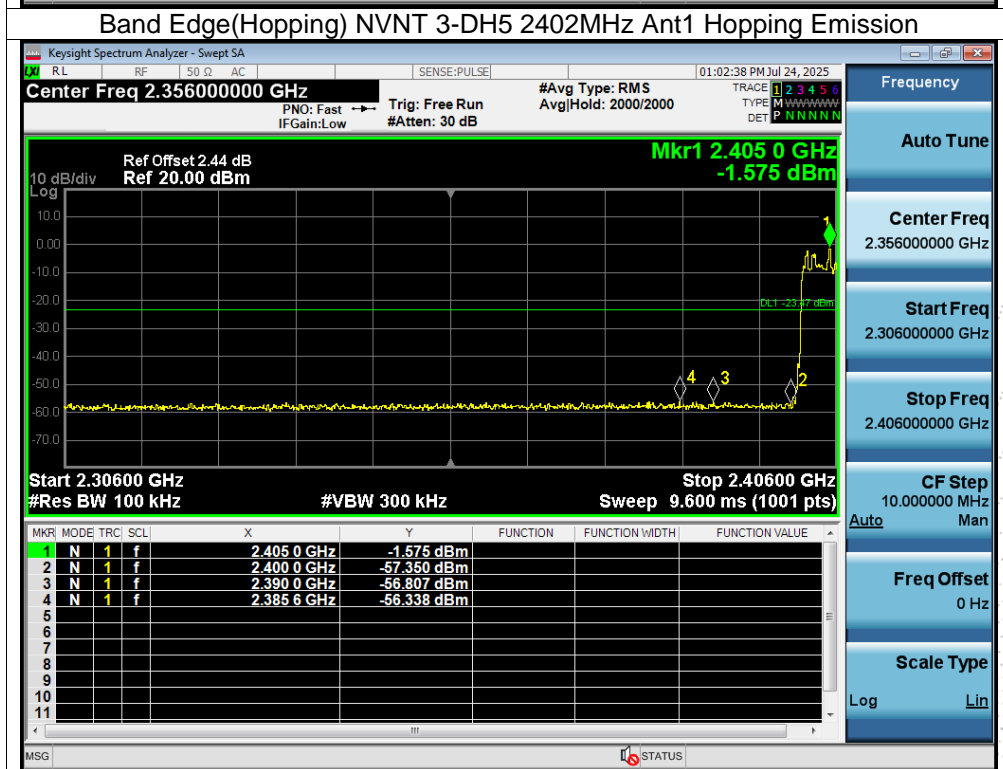 Band Edge(Hopping) NVNT 3-DH5 2402MHz Ant1 Hopping Emission
Keysight Spectrum Analyzer - Swept SA
LXI RL RF 50 Ω AC SENSE:PULSE 01:02:38 PM Jul 24, 2025
Center Freq 2.356000000 GHz #Avg Type: RMS TRACE 1 2 3 4 5 6
PNO: Fast Trig: Free Run Avg|Hold: 2000/2000 TYPE M WWWWW
IFGain:Low #Atten: 30 dB DET P N N N N N
Frequency
Auto Tune
Center Freq
2.356000000 GHz
Start Freq
2.306000000 GHz
Stop Freq
2.406000000 GHz
CF Step
10.000000 MHz
Auto Man
Freq Offset
0 Hz
Scale Type
Log Lin
Mkr1 2.405 0 GHz
Ref Offset 2.44 dB
10 dB/div Ref 20.00 dBm -1.575 dBm
Log
10.0
0.00
-10.0
-20.0
-30.0
-40.0
-50.0
-60.0
-70.0
1
DL1 -23.47 dBm
4 3 2
Start 2.30600 GHz Stop 2.40600 GHz
#Res BW 100 kHz #VBW 300 kHz Sweep 9.600 ms (1001 pts)
MKR MODE TRC SCL X Y FUNCTION FUNCTION WIDTH FUNCTION VALUE
1 N 1 f 2.405 0 GHz -1.575 dBm
2 N 1 f 2.400 0 GHz -57.350 dBm
3 N 1 f 2.390 0 GHz -56.807 dBm
4 N 1 f 2.385 6 GHz -56.338 dBm
5
6
7
8
9
10
11
MSG STATUS